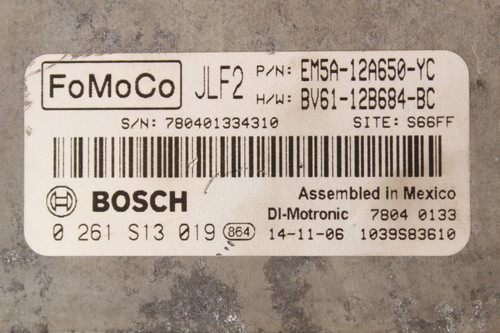 FoMoCo JLF2 P/N: EM5A-12A650-YC
H/W: BV61-12B684-BC
S/N: 780401334310 SITE: S66FF
BOSCH Assembled in Mexico
DI-Motronic 7804 0133
0 261 S13 019 864 14-11-06 1039S83610